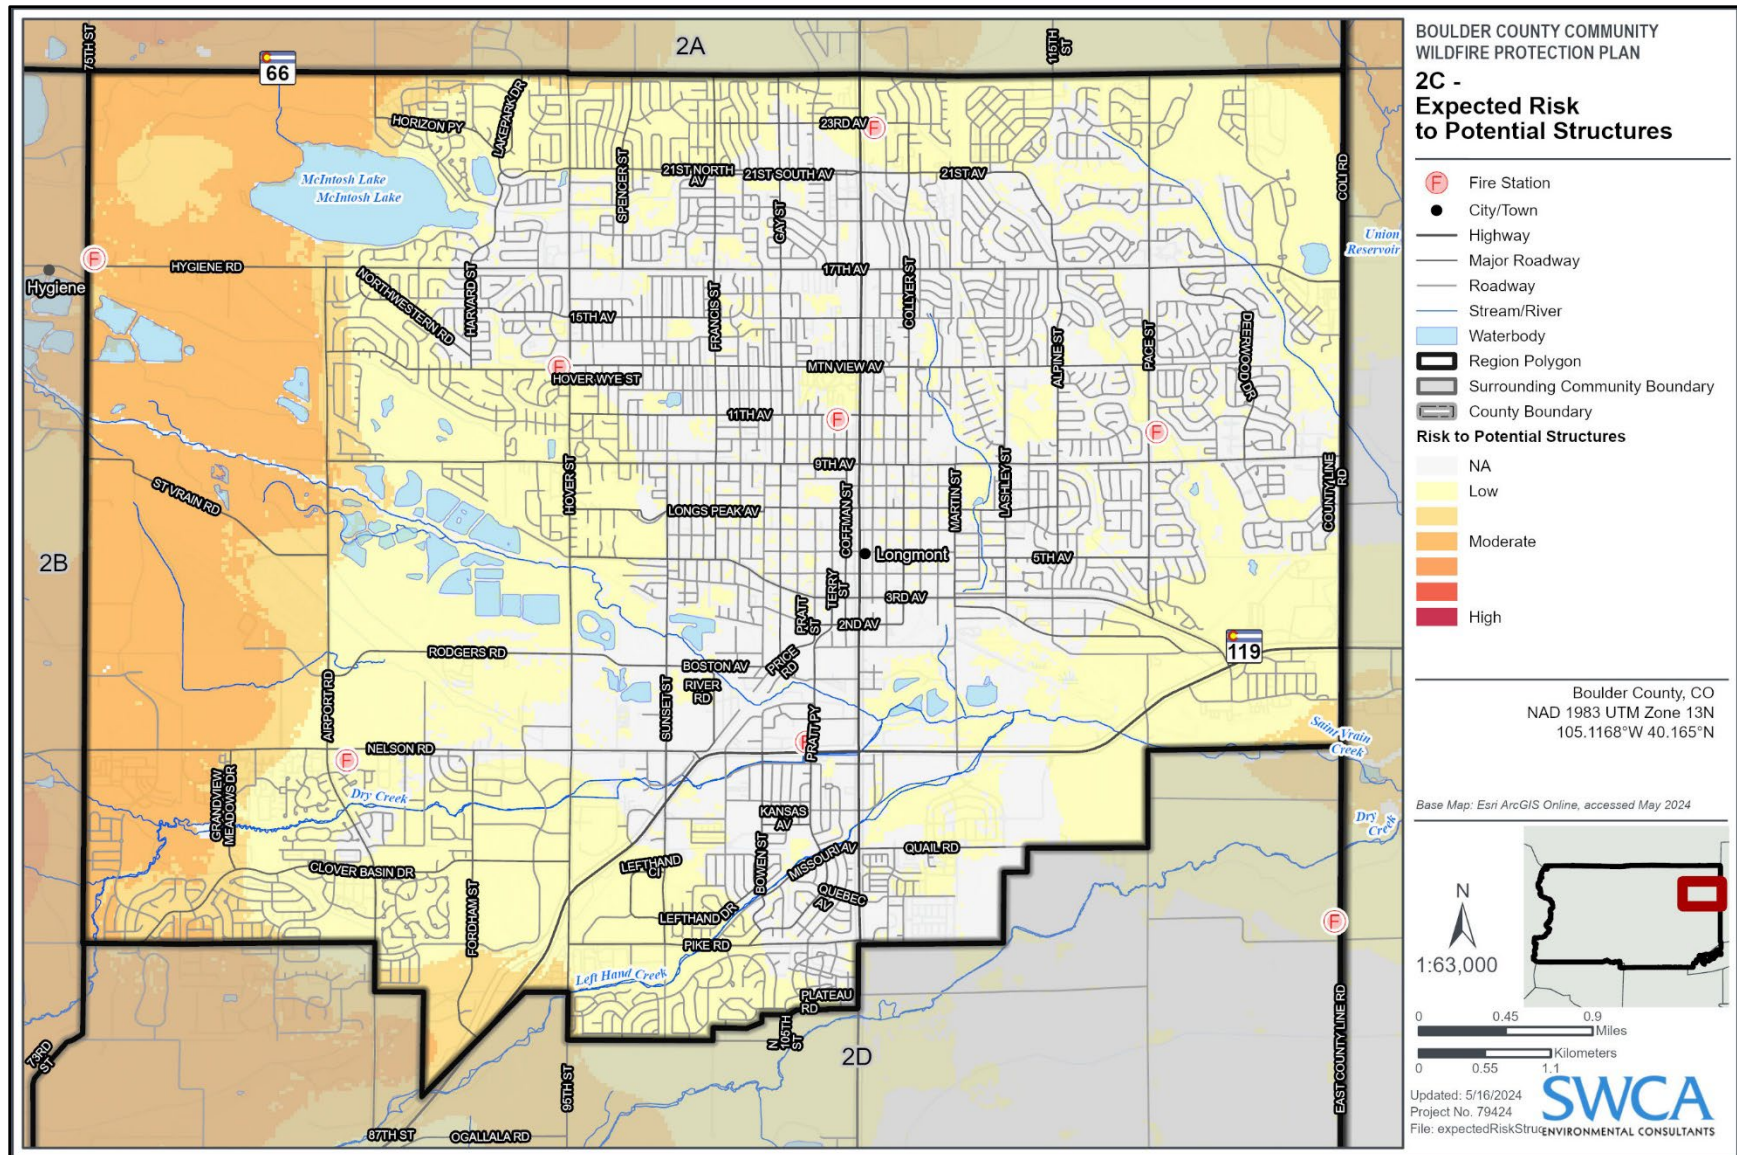 2A
75TH ST
115TH
ST
66
LAKEPARK DR
HORIZON PY
23RD AV
F
COLI RD
SPENCER ST
21ST NORTH
AV
21ST SOUTH AV
21ST AV
McIntosh Lake
McIntosh Lake
GAY ST
Union
Reservoir
F
HYGIENE RD
17TH AV
Hygiene
NORTHWESTERN RD
HARVARD ST
FRANCIS ST
COLLYER ST
15TH AV
ALPINE ST
PACE ST
DEERWOOD DR
F
HOVER WYE ST
MTN VIEW AV
11TH AV
F
F
HOVER ST
9TH AV
ST VRAIN RD
LONGS PEAK AV
COFFMAN ST
MARTIN ST
LASHLEY ST
COUNTY LINE
RD
2B
Longmont
5TH AV
TERRY
ST
3RD AV
PRATT
ST
2ND AV
119
RODGERS RD
BOSTON AV
PRICE
RD
RIVER
RD
AIRPORT RD
SUNSET ST
PRATT PY
F
Saint Vrain
Creek
NELSON RD
F
GRANDVIEW
MEADOWS DR
Dry Creek
KANSAS
AV
Dry
Creek
CLOVER BASIN DR
LEFTHAND
CI
BOWEN ST
MISSOURI AV
QUAIL RD
QUEBEC
AV
FORDHAM ST
LEFTHAND DR
F
PIKE RD
Left Hand Creek
PLATEAU
RD
N
105TH
ST
2D
73RD
ST
95TH ST
EAST COUNTY LINE RD
87TH ST
OGALLALA RD
BOULDER COUNTY COMMUNITY
WILDFIRE PROTECTION PLAN
2C -
Expected Risk
to Potential Structures
F Fire Station
City/Town
Highway
Major Roadway
Roadway
Stream/River
Waterbody
Region Polygon
Surrounding Community Boundary
County Boundary
Risk to Potential Structures
NA
Low
Moderate
High
Boulder County, CO
NAD 1983 UTM Zone 13N
105.1168°W 40.165°N
Base Map: Esri ArcGIS Online, accessed May 2024
N
1:63,000
0 0.45 0.9
Miles
Kilometers
0 0.55 1.1
Updated: 5/16/2024
Project No. 79424
File: expectedRiskStruc
SWCA
ENVIRONMENTAL CONSULTANTS